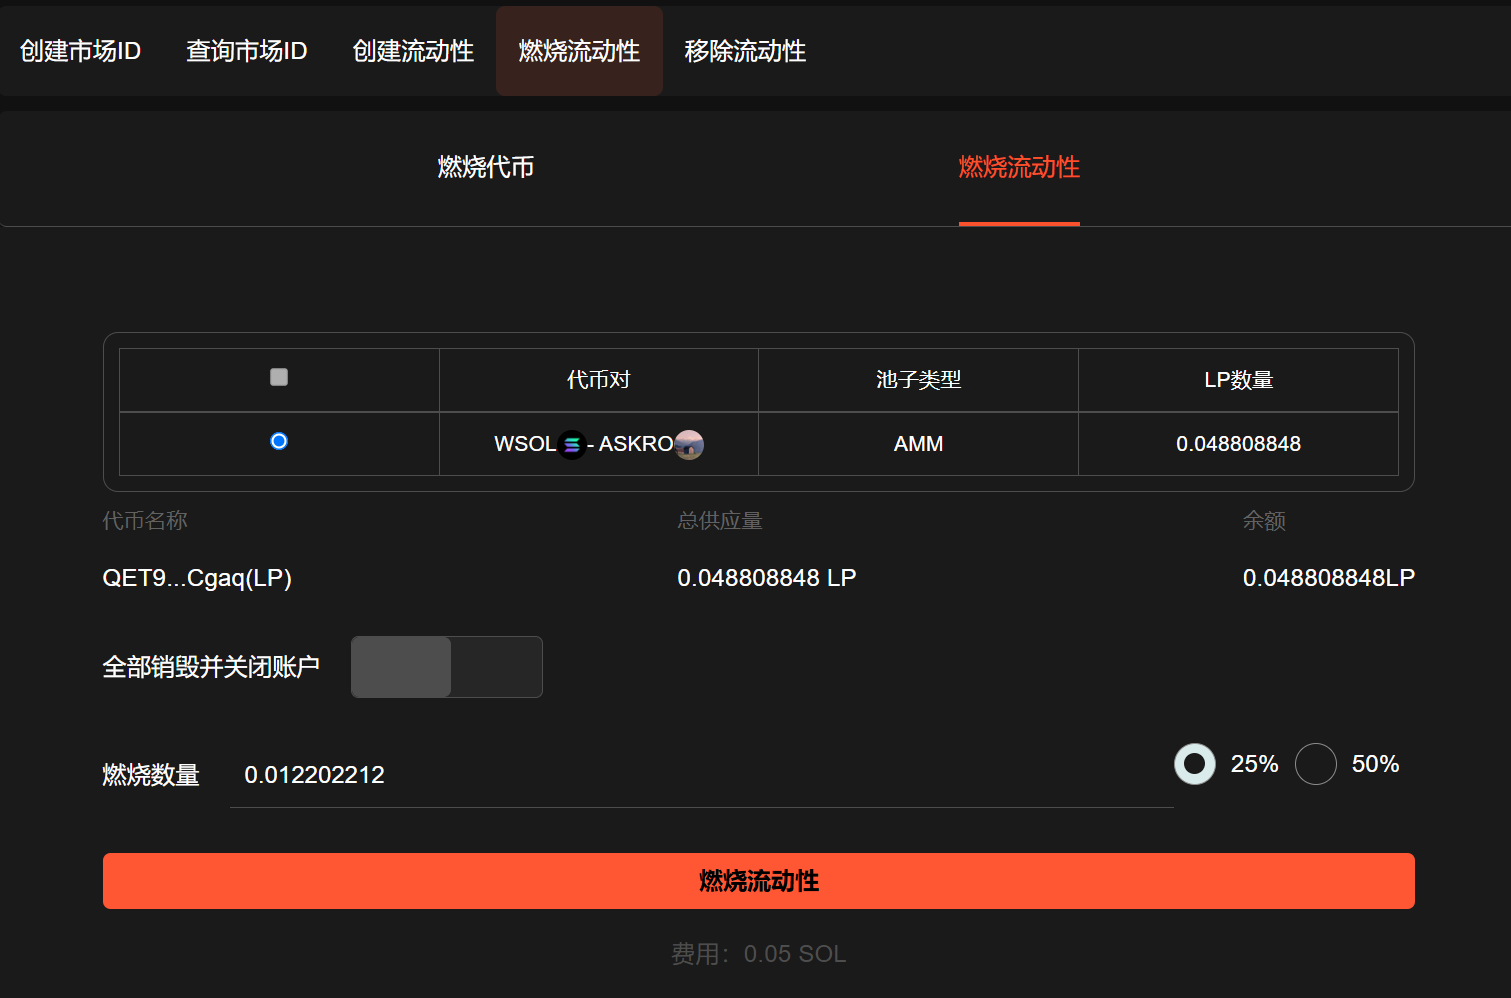 创建市场ID 查询市场ID 创建流动性 燃烧流动性 移除流动性
燃烧代币 燃烧流动性
代币对 池子类型 LP数量
WSOL - ASKRO AMM 0.048808848
代币名称 总供应量 余额
QET9...Cgaq(LP) 0.048808848 LP 0.048808848LP
全部销毁并关闭账户
燃烧数量 0.012202212 25% 50%
燃烧流动性
费用：0.05 SOL